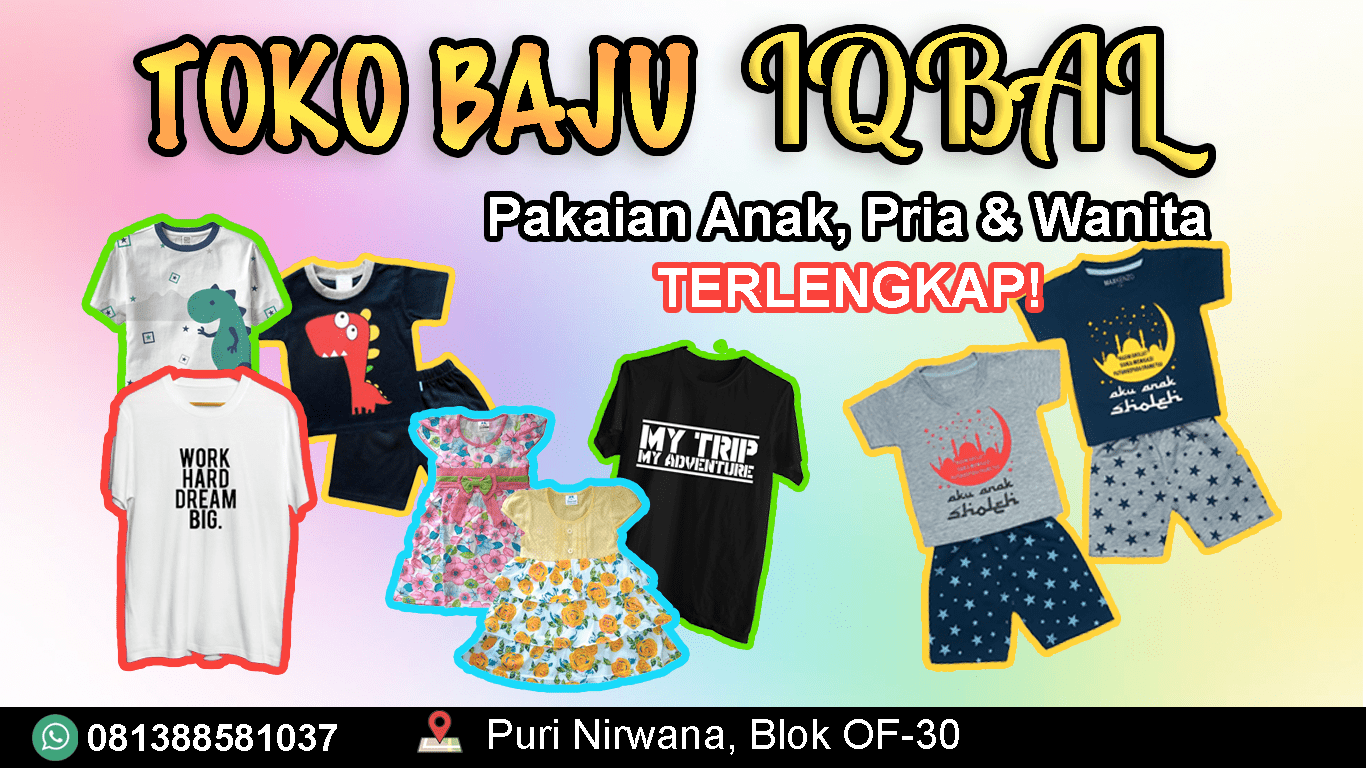 TOKO BAJU IQBAL
Pakaian Anak, Pria & Wanita
TERLENGKAP!
WORK
HARD
DREAM
BIG.
MY TRIP
MY ADVENTURE
aku anak
sholeh
aku anak
sholeh
081388581037
Puri Nirwana, Blok OF-30